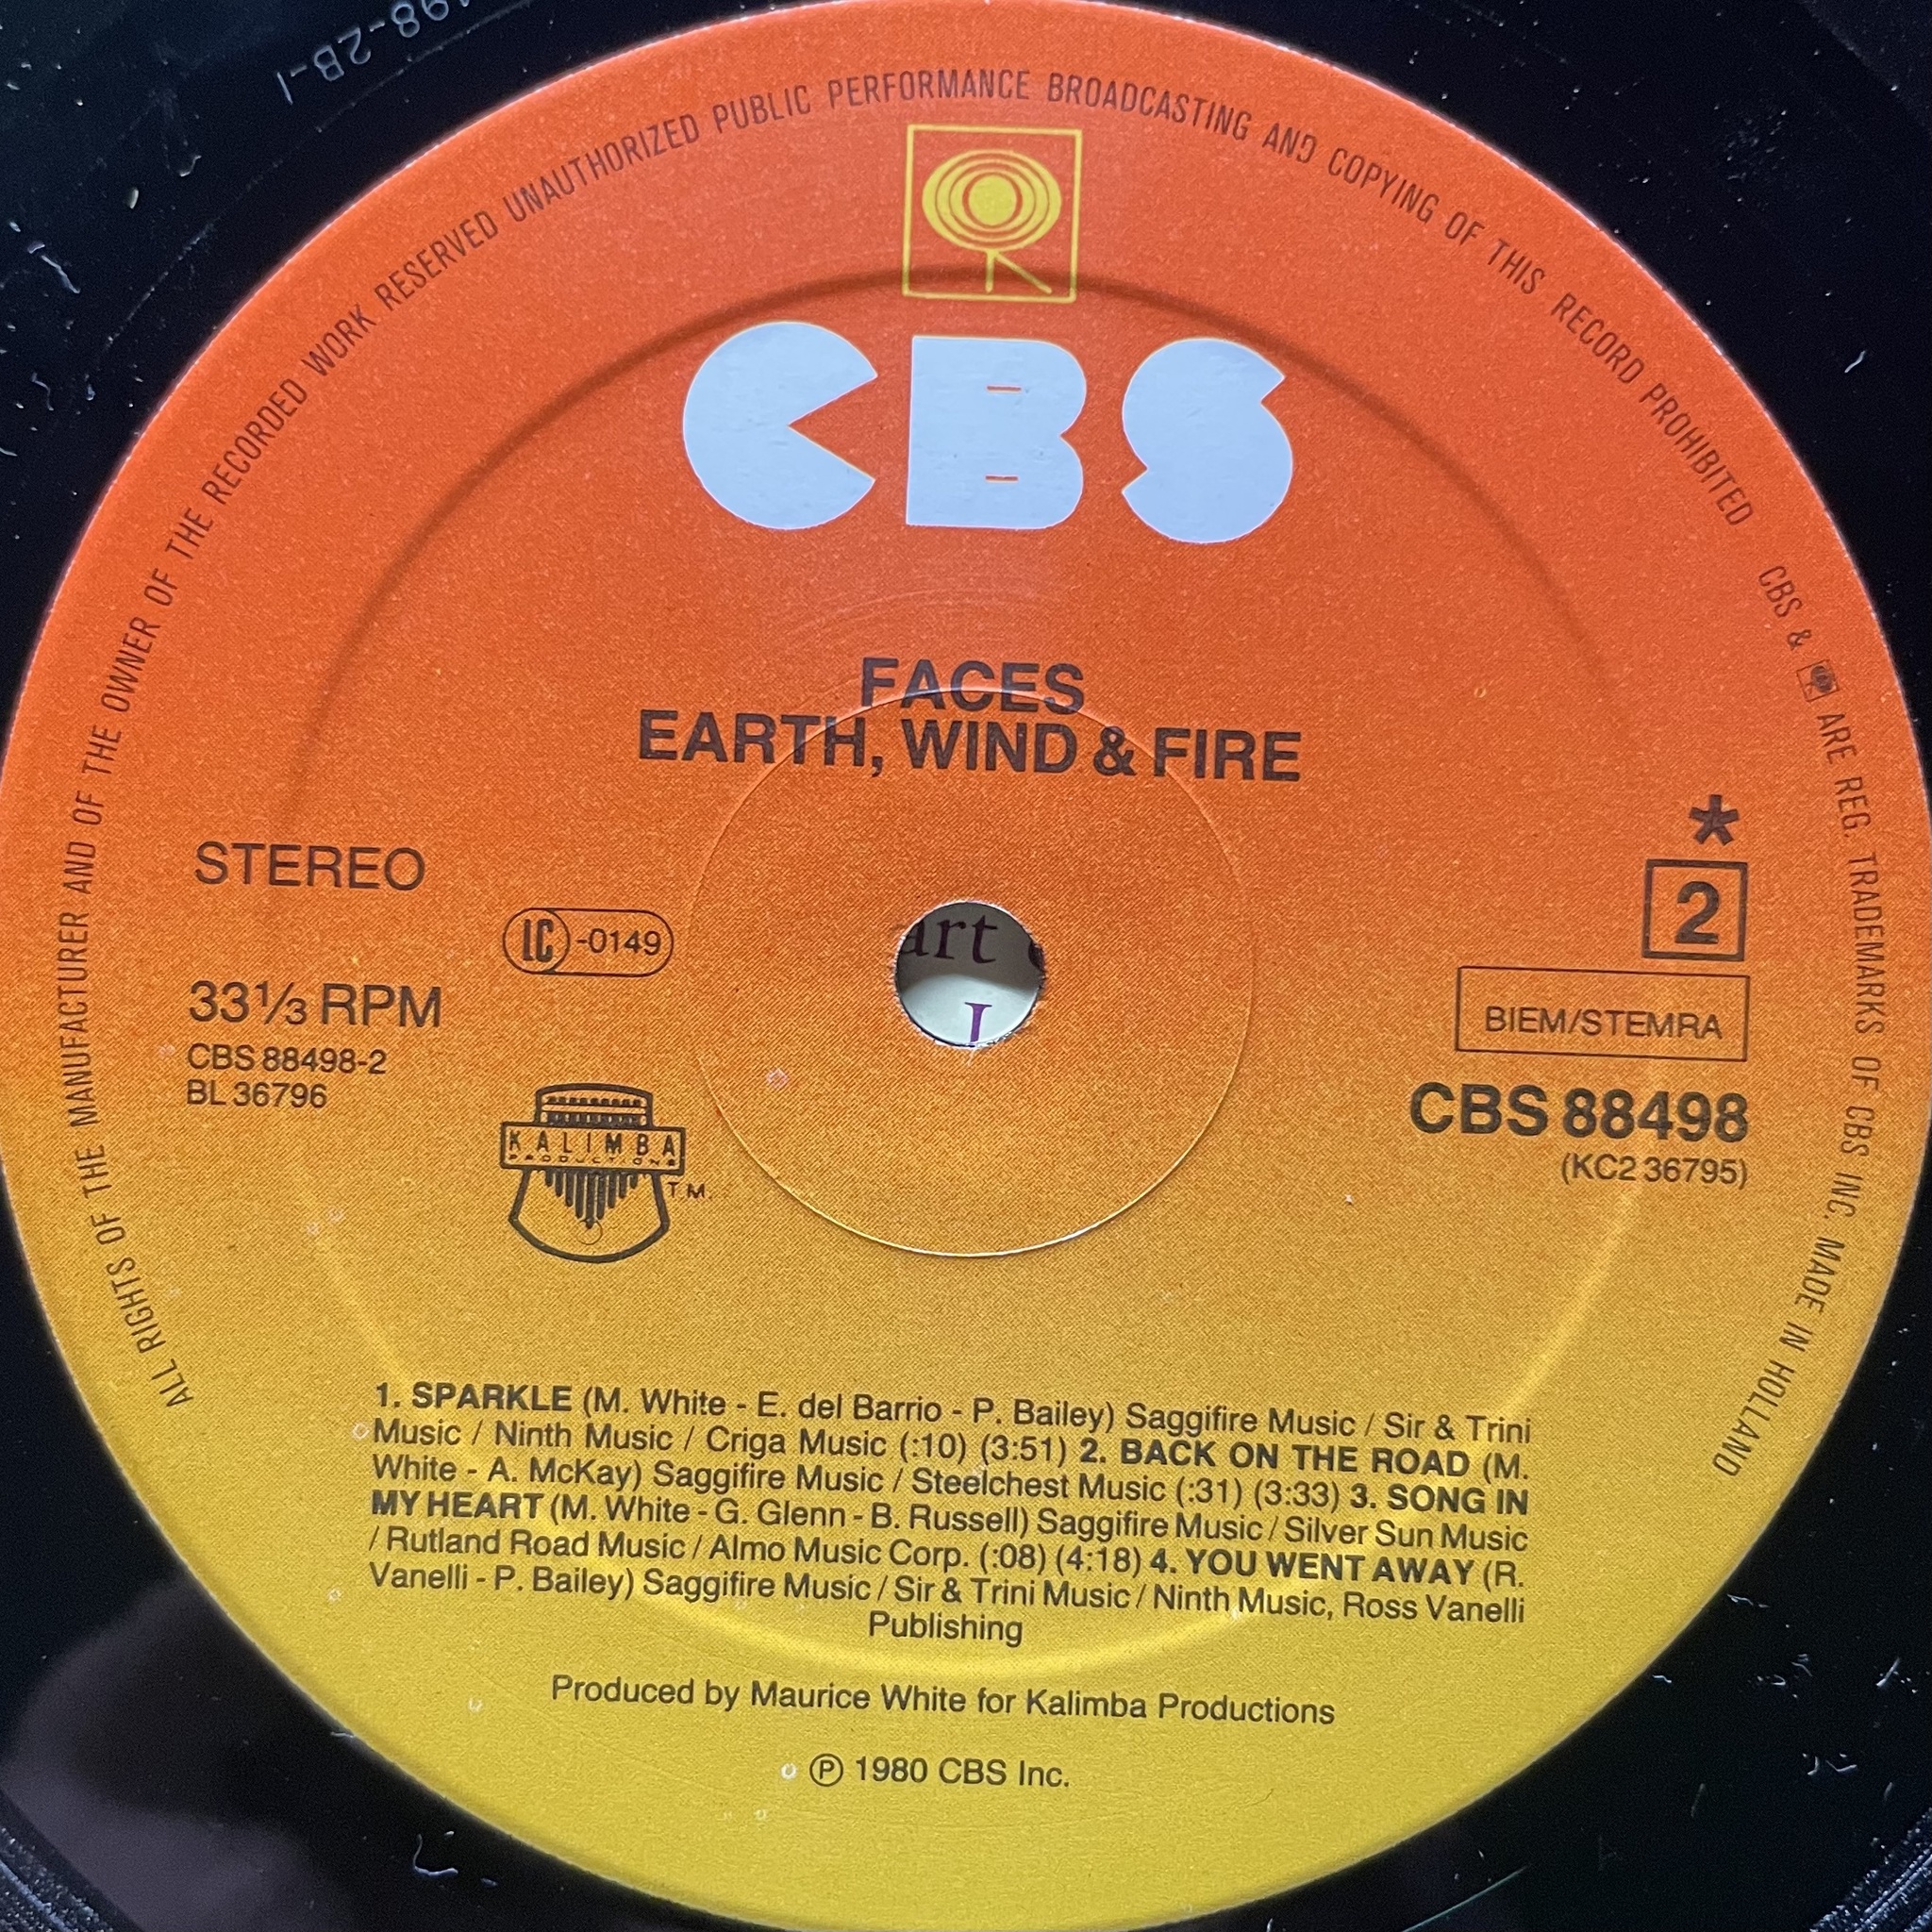 98-2B-1
ALL RIGHTS OF THE MANUFACTURER AND OF THE OWNER OF THE RECORDED WORK RESERVED UNAUTHORIZED PUBLIC PERFORMANCE BROADCASTING AND COPYING OF THIS RECORD PROHIBITED CBS & ARE REG. TRADEMARKS OF CBS INC. MADE IN HOLLAND
CBS
FACES
EARTH, WIND & FIRE
STEREO
LC-0149
33⅓ RPM
CBS 88498-2
BL 36796
KALIMBA
PRODUCTIONS
TM.
*
2
BIEM/STEMRA
CBS 88498
(KC2 36795)
art
1. SPARKLE (M. White - E. del Barrio - P. Bailey) Saggifire Music / Sir & Trini
Music / Ninth Music / Criga Music (:10) (3:51) 2. BACK ON THE ROAD (M.
White - A. McKay) Saggifire Music / Steelchest Music (:31) (3:33) 3. SONG IN
MY HEART (M. White - G. Glenn - B. Russell) Saggifire Music / Silver Sun Music
/ Rutland Road Music / Almo Music Corp. (:08) (4:18) 4. YOU WENT AWAY (R.
Vanelli - P. Bailey) Saggifire Music / Sir & Trini Music / Ninth Music, Ross Vanelli
Publishing
Produced by Maurice White for Kalimba Productions
℗ 1980 CBS Inc.